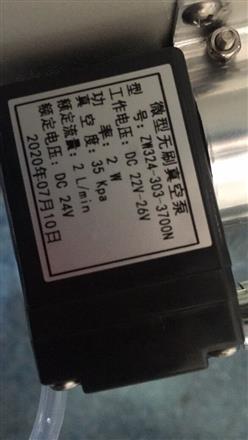 微型无刷真空泵
型号：ZW324-303-3700N
工作电压：DC 22V-26V
功率：2 W
真空度：35 Kpa
额定流量：2 L/min
额定电压：DC 24V
2020年07月10日